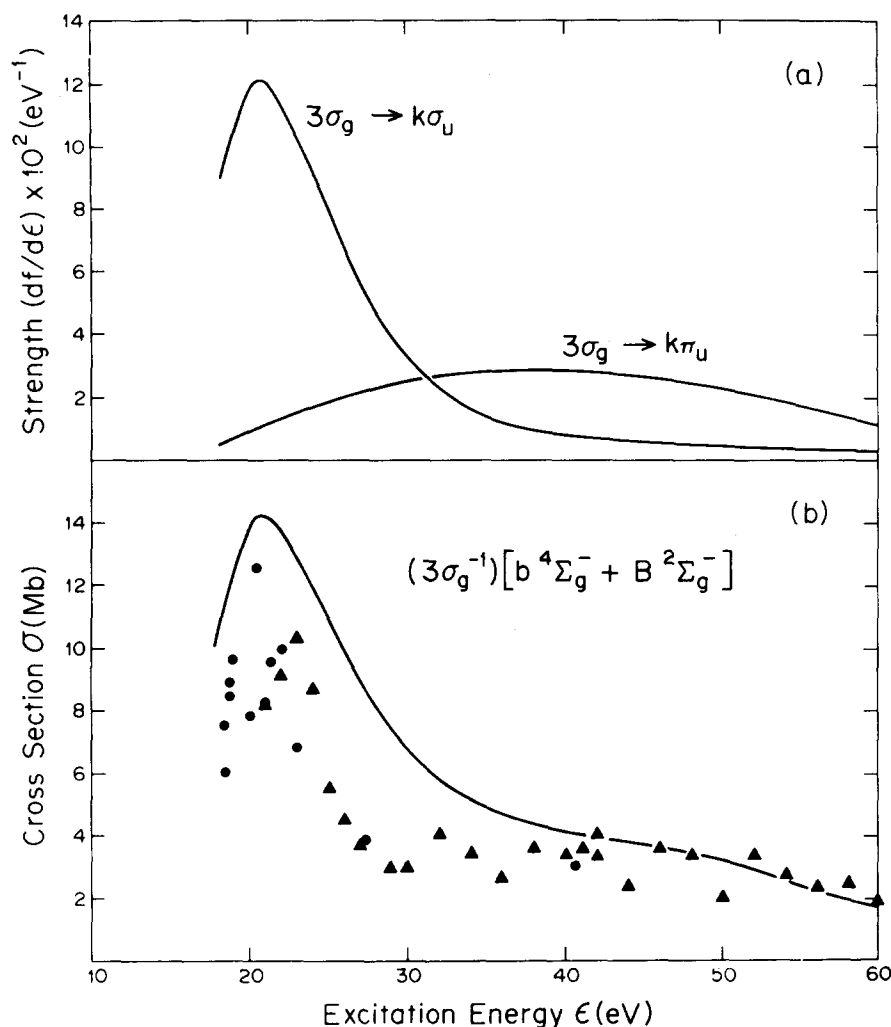 14
12
10
8
6
4
2
Strength (df/dϵ) x 10² (eV⁻¹)
(a)
3σg → kσu
3σg → kπu
14
12
10
8
6
4
2
Cross Section σ(Mb)
(b)
(3σg⁻¹)[b ⁴Σg⁻ + B ²Σg⁻]
10 20 30 40 50 60
Excitation Energy ϵ(eV)